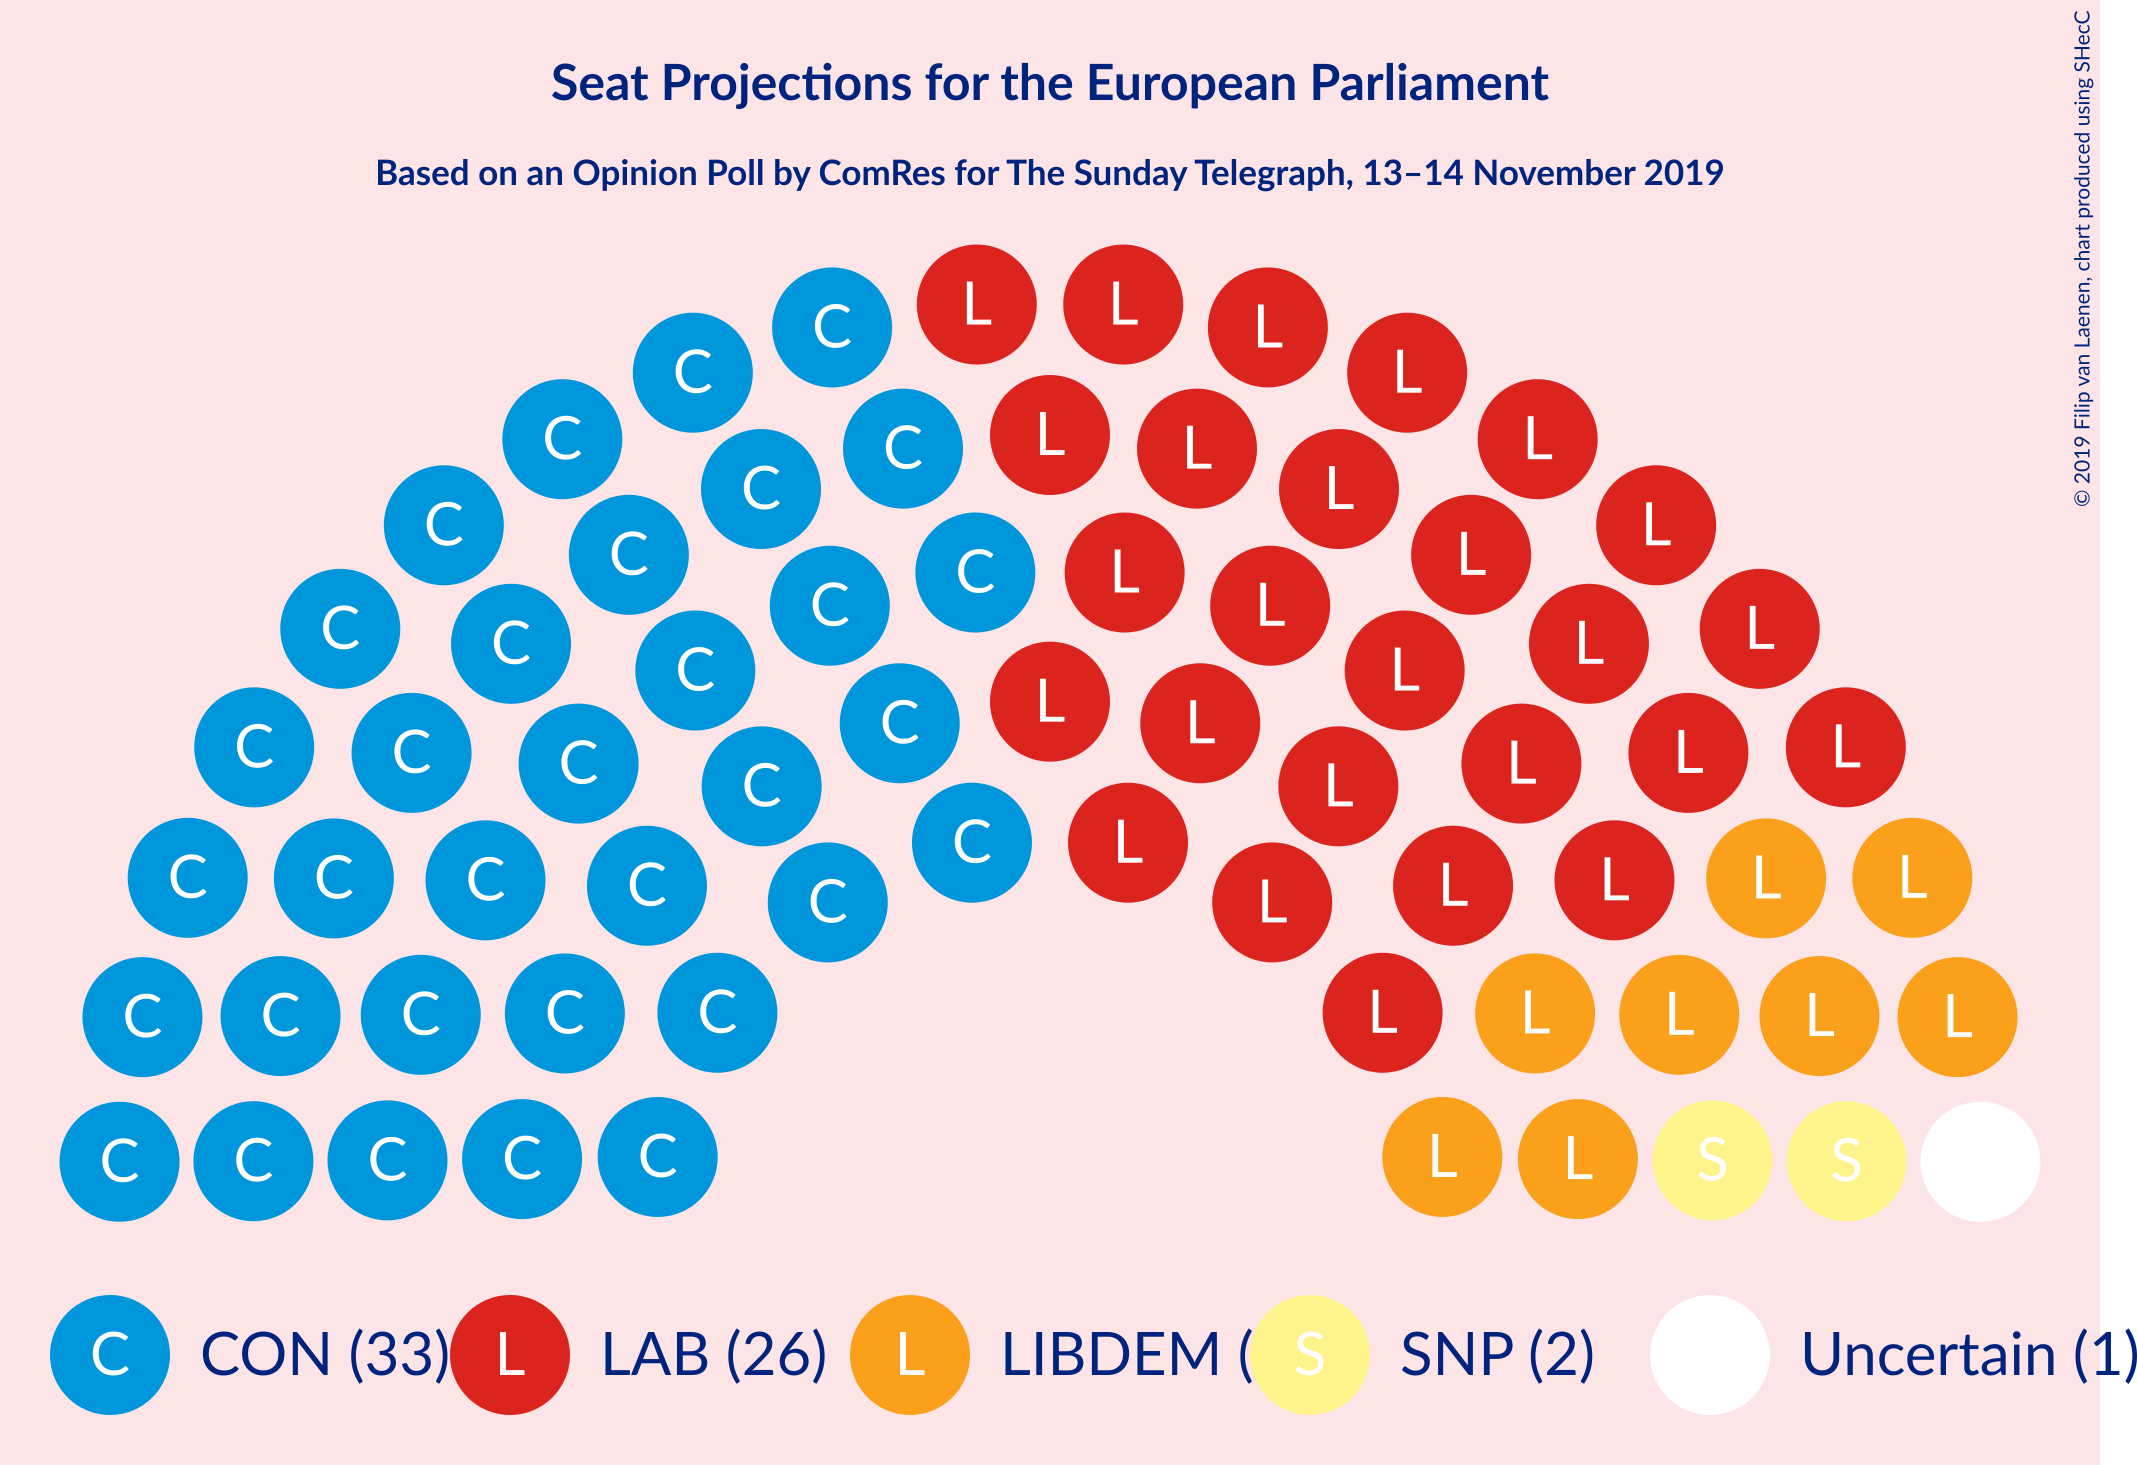 Seat Projections for the European Parliament
Based on an Opinion Poll by ComRes for The Sunday Telegraph, 13–14 November 2019
© 2019 Filip van Laenen, chart produced using SHecC
L L
C L
C L
C C L L L
C L
C L
C L
C L
C L
C L
C L
C L
L
C L
C C C L L L
C L
C L
C C C C L L L L
C L
C C C C C L L L L L
C C C C C L L S S
C CON (33) L LAB (26) L LIBDEM ( S SNP (2) Uncertain (1)